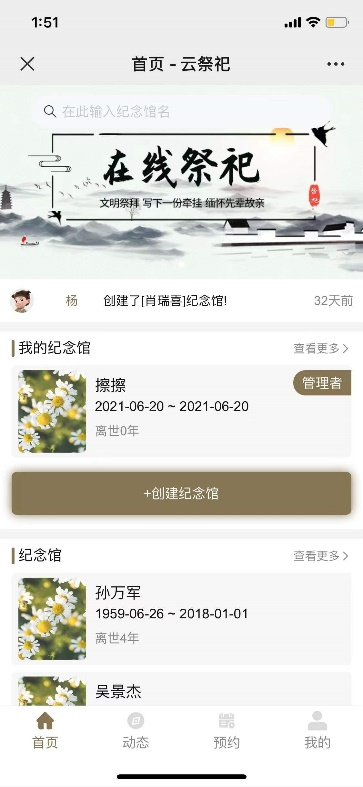 1:51
首页 - 云祭祀
在此输入纪念馆名
在线祭祀
文明祭拜 写下一份牵挂 缅怀先辈故亲
杨 创建了[肖瑞喜]纪念馆! 32天前
我的纪念馆 查看更多
擦擦 管理者
2021-06-20 ~ 2021-06-20
离世0年
+创建纪念馆
纪念馆 查看更多
孙万军
1959-06-26 ~ 2018-01-01
离世4年
吴景杰
首页 动态 预约 我的